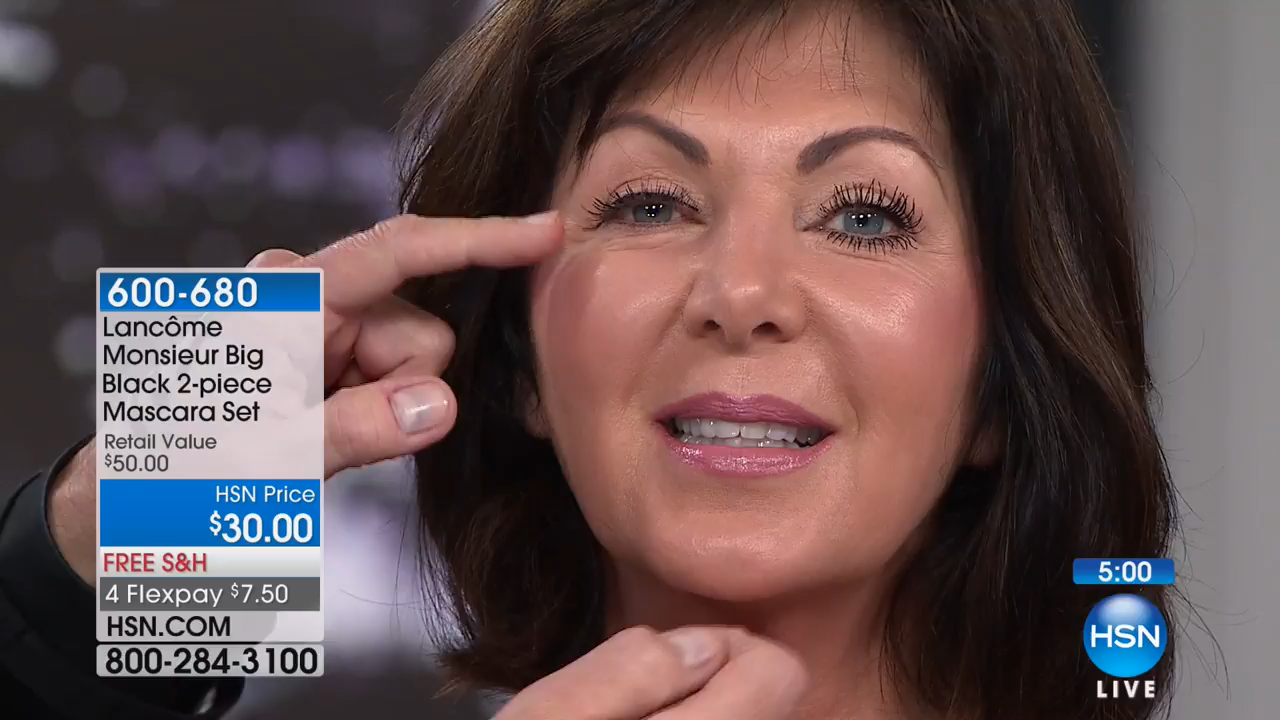 600-680
Lancôme
Monsieur Big
Black 2-piece
Mascara Set
Retail Value
$50.00
HSN Price
$30.00
FREE S&H
4 Flexpay $7.50
HSN.COM
800-284-3100
5:00
HSN
LIVE